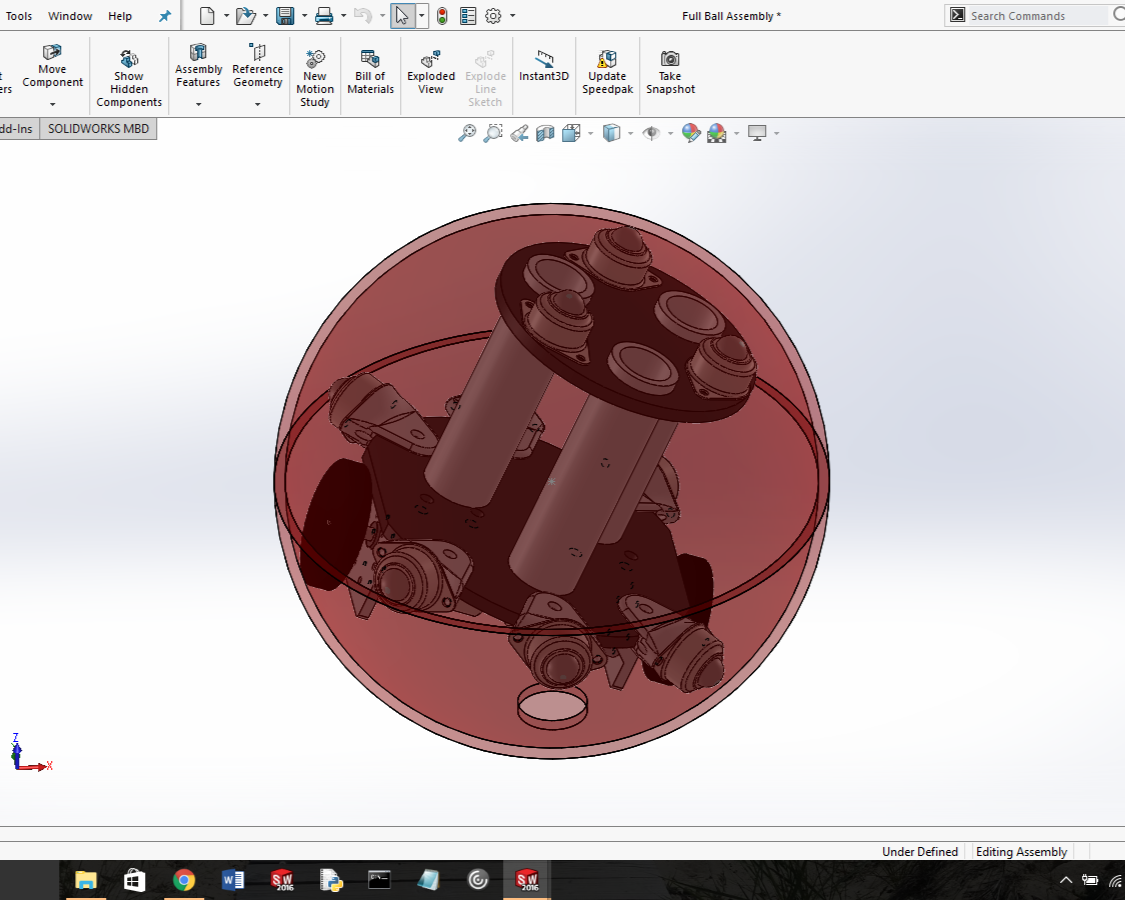 Tools Window Help
Full Ball Assembly *
Search Commands
Move
Component
Show
Hidden
Components
Assembly
Features
Reference
Geometry
New
Motion
Study
Bill of
Materials
Exploded
View
Explode
Line
Sketch
Instant3D
Update
Speedpak
Take
Snapshot
t
ers
dd-Ins SOLIDWORKS MBD
Z
X
Under Defined Editing Assembly
SW
2016
SW
2016